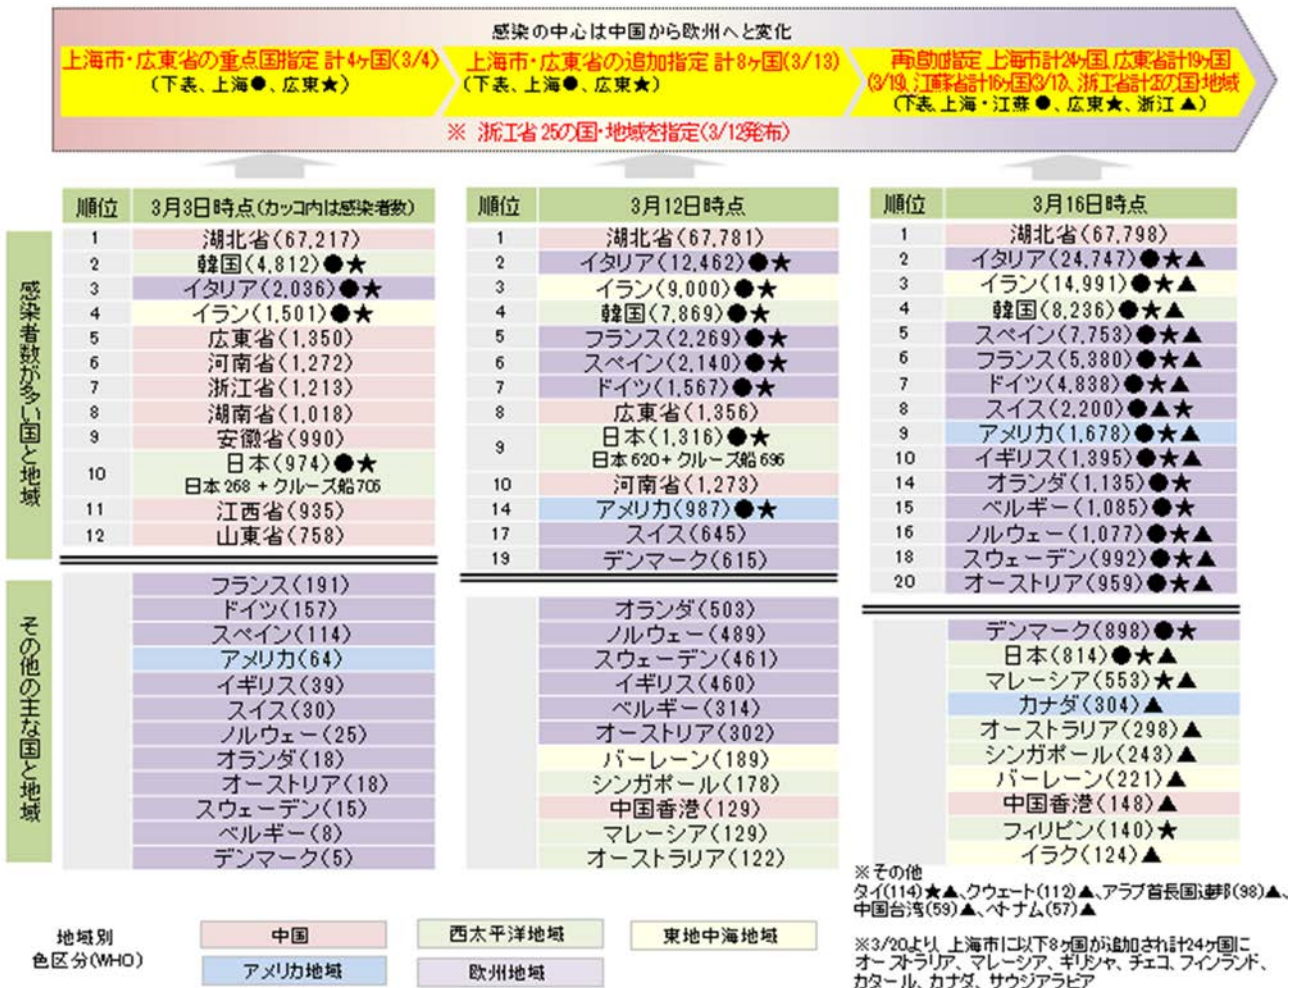 感染の中心は中国から欧州へと変化
上海市・広東省の重点国指定 計4ヶ国(3/4)
(下表、上海●、広東★)
上海市・広東省の追加指定 計8ヶ国(3/13)
(下表、上海●、広東★)
再追加指定 上海市計24ヶ国、広東省計19ヶ国
(3/19)、江蘇省計16ヶ国(3/17)、浙江省計26の国・地域
(下表、上海・江蘇●、広東★、浙江▲)
※ 浙江省 25の国・地域を指定(3/12発布)
感染者数が多い国と地域
順位 3月3日時点(カッコ内は感染者数)
1 湖北省(67,217)
2 韓国(4,812)●★
3 イタリア(2,036)●★
4 イラン(1,501)●★
5 広東省(1,350)
6 河南省(1,272)
7 浙江省(1,213)
8 湖南省(1,018)
9 安徽省(990)
10 日本(974)●★
日本268 + クルーズ船706
11 江西省(935)
12 山東省(758)
その他の主な国と地域
フランス(191)
ドイツ(157)
スペイン(114)
アメリカ(64)
イギリス(39)
スイス(30)
ノルウェー(25)
オランダ(18)
オーストリア(18)
スウェーデン(15)
ベルギー(8)
デンマーク(5)
順位 3月12日時点
1 湖北省(67,781)
2 イタリア(12,462)●★
3 イラン(9,000)●★
4 韓国(7,869)●★
5 フランス(2,269)●★
6 スペイン(2,140)●★
7 ドイツ(1,567)●★
8 広東省(1,356)
9 日本(1,316)●★
日本620+ クルーズ船 696
10 河南省(1,273)
14 アメリカ(987)●★
17 スイス(645)
19 デンマーク(615)
オランダ(503)
ノルウェー(489)
スウェーデン(461)
イギリス(460)
ベルギー(314)
オーストリア(302)
バーレーン(189)
シンガポール(178)
中国香港(129)
マレーシア(129)
オーストラリア(122)
順位 3月16日時点
1 湖北省(67,798)
2 イタリア(24,747)●★▲
3 イラン(14,991)●★▲
4 韓国(8,236)●★▲
5 スペイン(7,753)●★▲
6 フランス(5,380)●★▲
7 ドイツ(4,838)●★▲
8 スイス(2,200)●▲★
9 アメリカ(1,678)●★▲
10 イギリス(1,395)●★▲
14 オランダ(1,135)●★
15 ベルギー(1,085)●★
16 ノルウェー(1,077)●★▲
18 スウェーデン(992)●★▲
20 オーストリア(959)●★▲
デンマーク(898)●★
日本(814)●★▲
マレーシア(553)★▲
カナダ(304)▲
オーストラリア(298)▲
シンガポール(243)▲
バーレーン(221)▲
中国香港(148)▲
フィリピン(140)★
イラク(124)▲
※その他
タイ(114)★▲、クウェート(112)▲、アラブ首長国連邦(98)▲、
中国台湾(59)▲、ベトナム(57)▲
※3/20より、上海市に以下8ヶ国が追加され計24ヶ国に
オーストラリア、マレーシア、ギリシャ、チェコ、フィンランド、
カタール、カナダ、サウジアラビア
地域別
色区分(WHO)
中国
西太平洋地域
東地中海地域
アメリカ地域
欧州地域